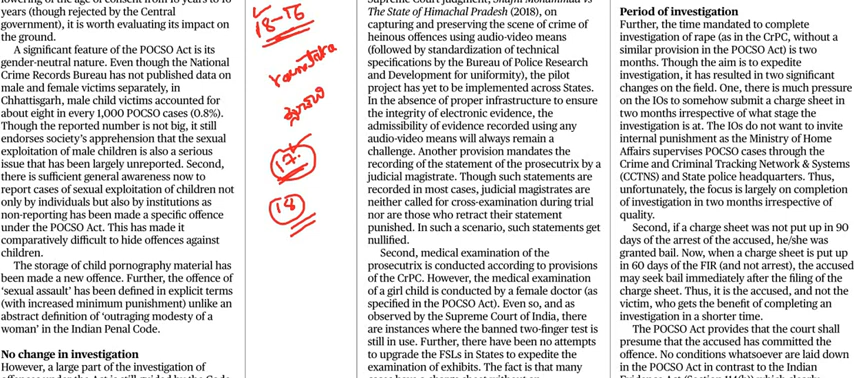 lowering of the age of consent from 18 years to 16
years (though rejected by the Central
government), it is worth evaluating its impact on
the ground.
A significant feature of the POCSO Act is its
gender-neutral nature. Even though the National
Crime Records Bureau has not published data on
male and female victims separately, in
Chhattisgarh, male child victims accounted for
about eight in every 1,000 POCSO cases (0.8%).
Though the reported number is not big, it still
endorses society's apprehension that the sexual
exploitation of male children is also a serious
issue that has been largely unreported. Second,
there is sufficient general awareness now to
report cases of sexual exploitation of children not
only by individuals but also by institutions as
non-reporting has been made a specific offence
under the POCSO Act. This has made it
comparatively difficult to hide offences against
children.
The storage of child pornography material has
been made a new offence. Further, the offence of
'sexual assault' has been defined in explicit terms
(with increased minimum punishment) unlike an
abstract definition of 'outraging modesty of a
woman' in the Indian Penal Code.
No change in investigation
However, a large part of the investigation of
18-16
17
18
Supreme Court judgment, Shafhi Mohammad vs
The State of Himachal Pradesh (2018), on
capturing and preserving the scene of crime of
heinous offences using audio-video means
(followed by standardization of technical
specifications by the Bureau of Police Research
and Development for uniformity), the pilot
project has yet to be implemented across States.
In the absence of proper infrastructure to ensure
the integrity of electronic evidence, the
admissibility of evidence recorded using any
audio-video means will always remain a
challenge. Another provision mandates the
recording of the statement of the prosecutrix by a
judicial magistrate. Though such statements are
recorded in most cases, judicial magistrates are
neither called for cross-examination during trial
nor are those who retract their statement
punished. In such a scenario, such statements get
nullified.
Second, medical examination of the
prosecutrix is conducted according to provisions
of the CrPC. However, the medical examination
of a girl child is conducted by a female doctor (as
specified in the POCSO Act). Even so, and as
observed by the Supreme Court of India, there
are instances where the banned two-finger test is
still in use. Further, there have been no attempts
to upgrade the FSLs in States to expedite the
examination of exhibits. The fact is that many
Period of investigation
Further, the time mandated to complete
investigation of rape (as in the CrPC, without a
similar provision in the POCSO Act) is two
months. Though the aim is to expedite
investigation, it has resulted in two significant
changes on the field. One, there is much pressure
on the IOs to somehow submit a charge sheet in
two months irrespective of what stage the
investigation is at. The IOs do not want to invite
internal punishment as the Ministry of Home
Affairs supervises POCSO cases through the
Crime and Criminal Tracking Network & Systems
(CCTNS) and State police headquarters. Thus,
unfortunately, the focus is largely on completion
of investigation in two months irrespective of
quality.
Second, if a charge sheet was not put up in 90
days of the arrest of the accused, he/she was
granted bail. Now, when a charge sheet is put up
in 60 days of the FIR (and not arrest), the accused
may seek bail immediately after the filing of the
charge sheet. Thus, it is the accused, and not the
victim, who gets the benefit of completing an
investigation in a shorter time.
The POCSO Act provides that the court shall
presume that the accused has committed the
offence. No conditions whatsoever are laid down
in the POCSO Act in contrast to the Indian